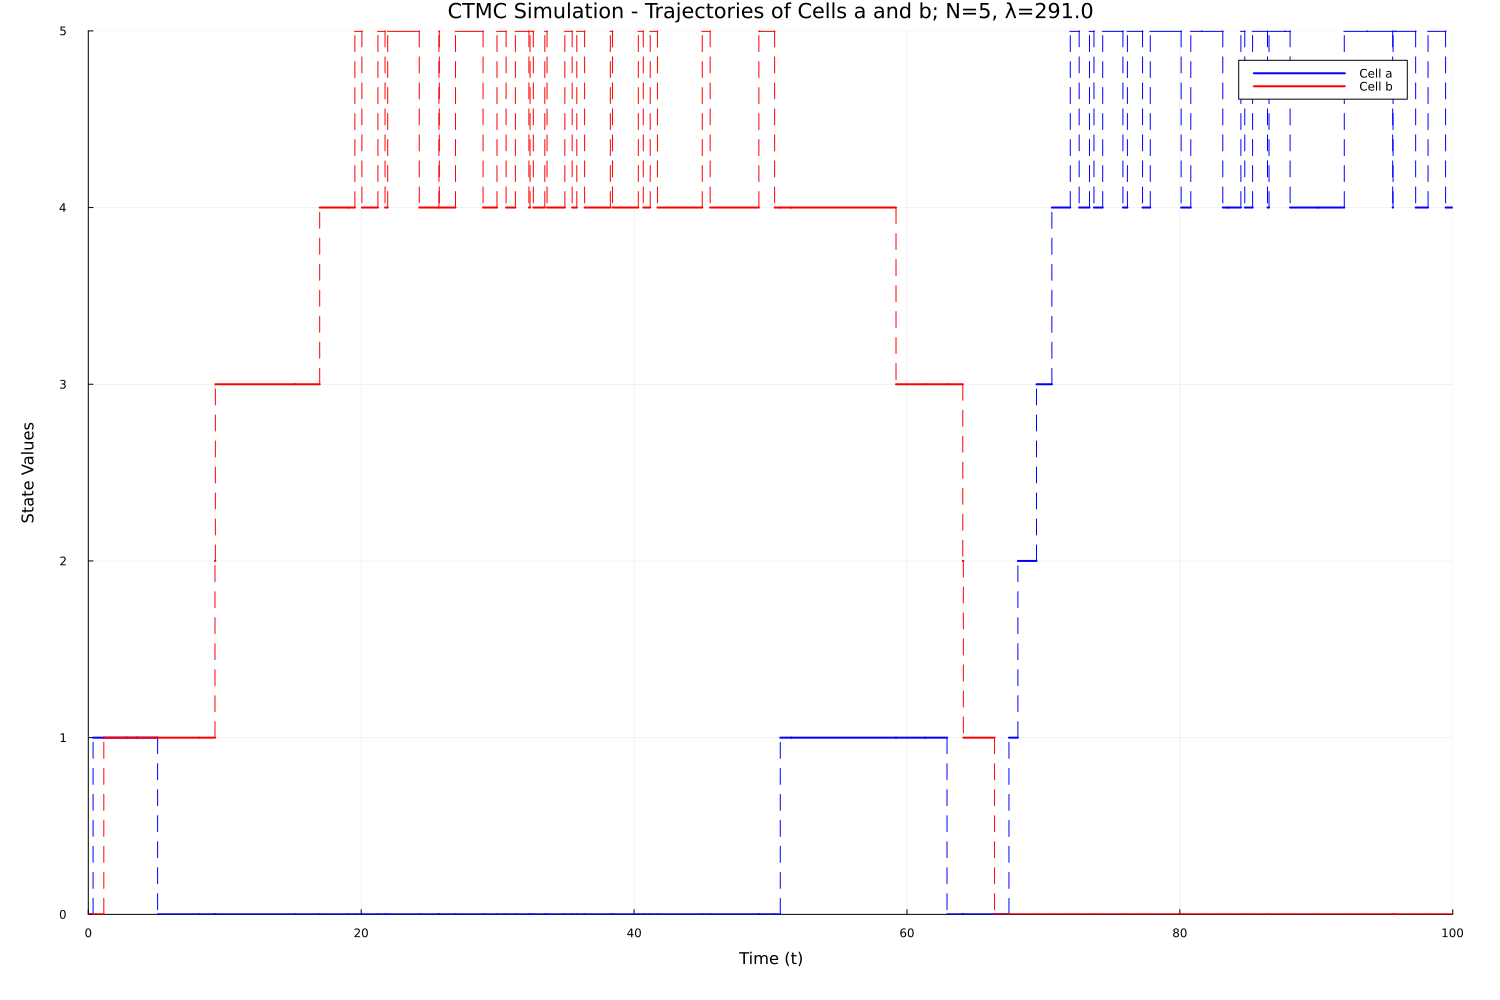 CTMC Simulation - Trajectories of Cells a and b; N=5, λ=291.0
5
Cell a
Cell b
4
3
State Values
2
1
0
0 20 40 60 80 100
Time (t)